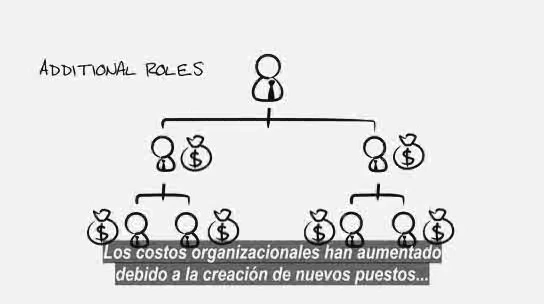 ADDITIONAL ROLES
$ $
$ $ $ $
Los costos organizacionales han aumentado
debido a la creación de nuevos puestos...